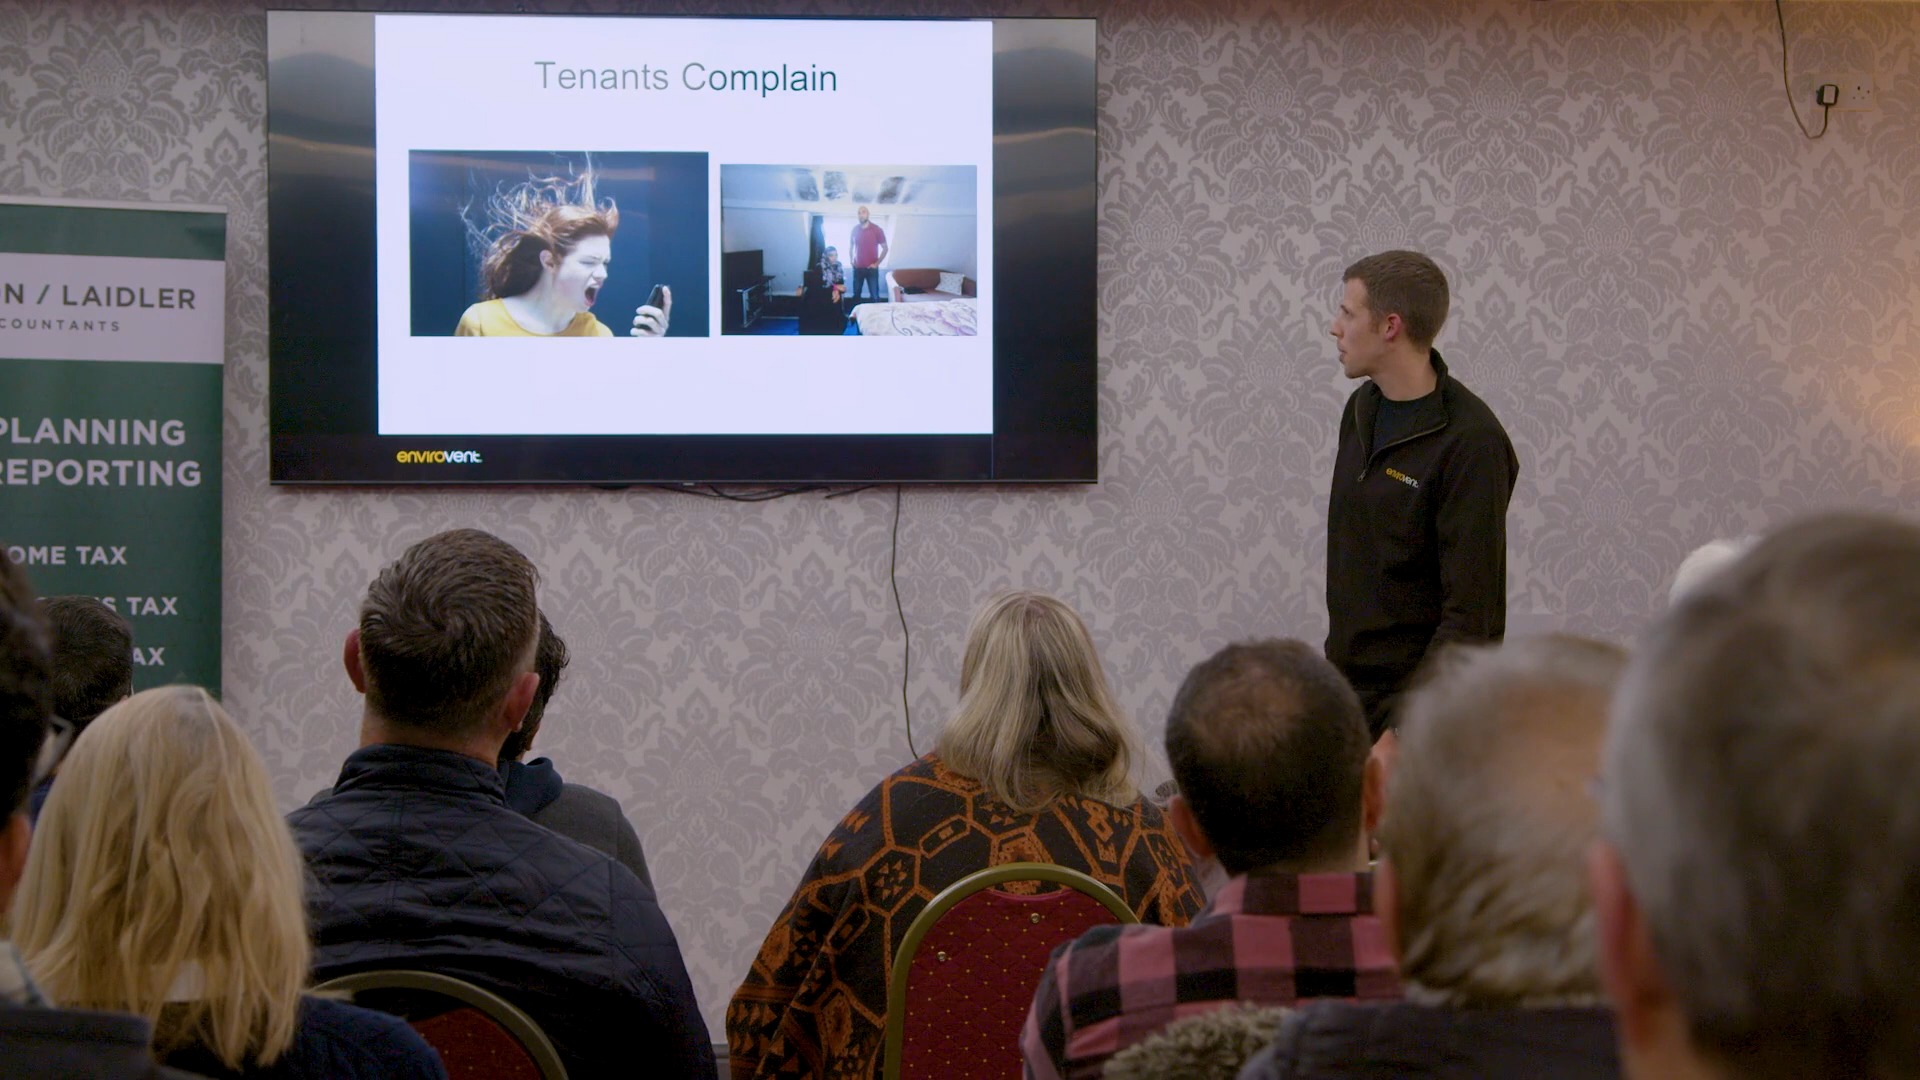 Tenants Complain
envirovent
envirovent
N / LAIDLER
COUNTANTS
PLANNING
REPORTING
OME TAX
S TAX
AX